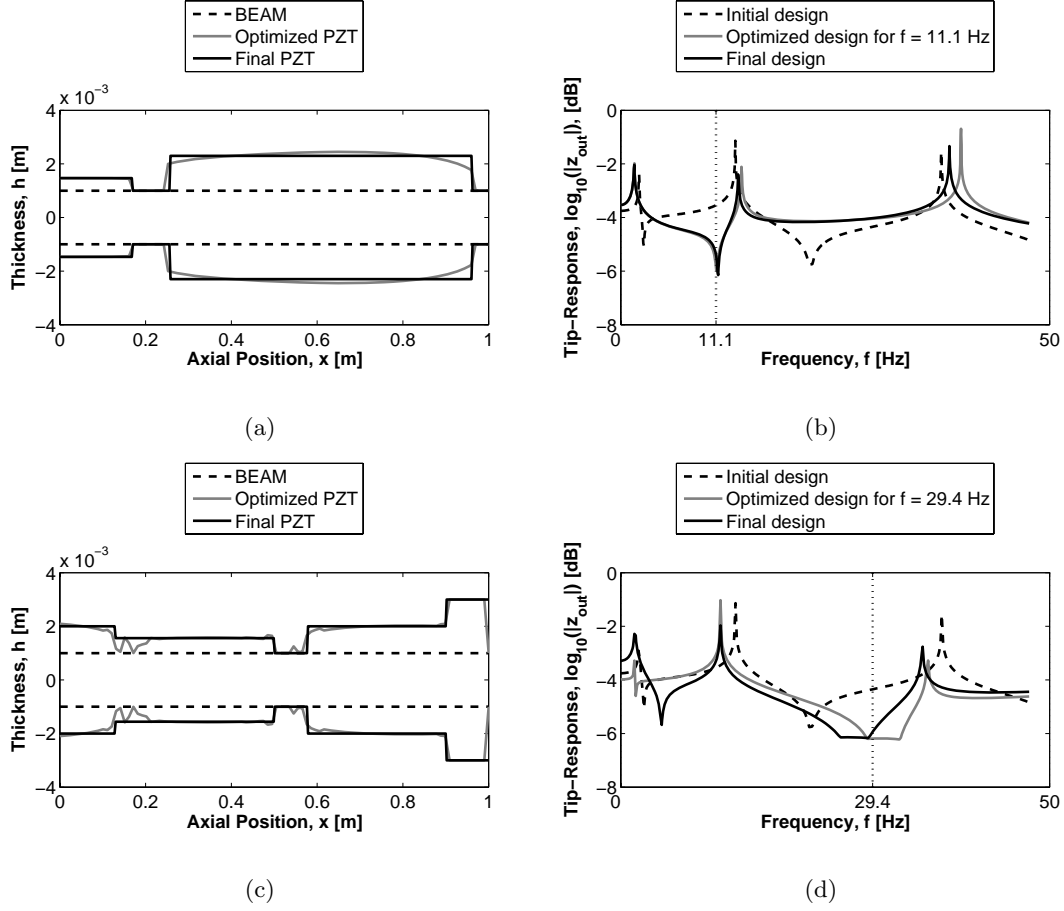 BEAM
Optimized PZT
Final PZT
x 10⁻³
4
2
0
−2
−4
Thickness, h [m]
0
0.2
0.4
0.6
0.8
1
Axial Position, x [m]
(a)
Initial design
Optimized design for f = 11.1 Hz
Final design
0
−2
−4
−6
−8
Tip−Response, log₁₀(|z_out|), [dB]
0
11.1
50
Frequency, f [Hz]
(b)
BEAM
Optimized PZT
Final PZT
x 10⁻³
4
2
0
−2
−4
Thickness, h [m]
0
0.2
0.4
0.6
0.8
1
Axial Position, x [m]
(c)
Initial design
Optimized design for f = 29.4 Hz
Final design
0
−2
−4
−6
−8
Tip−Response, log₁₀(|z_out|) [dB]
0
29.4
50
Frequency, f [Hz]
(d)